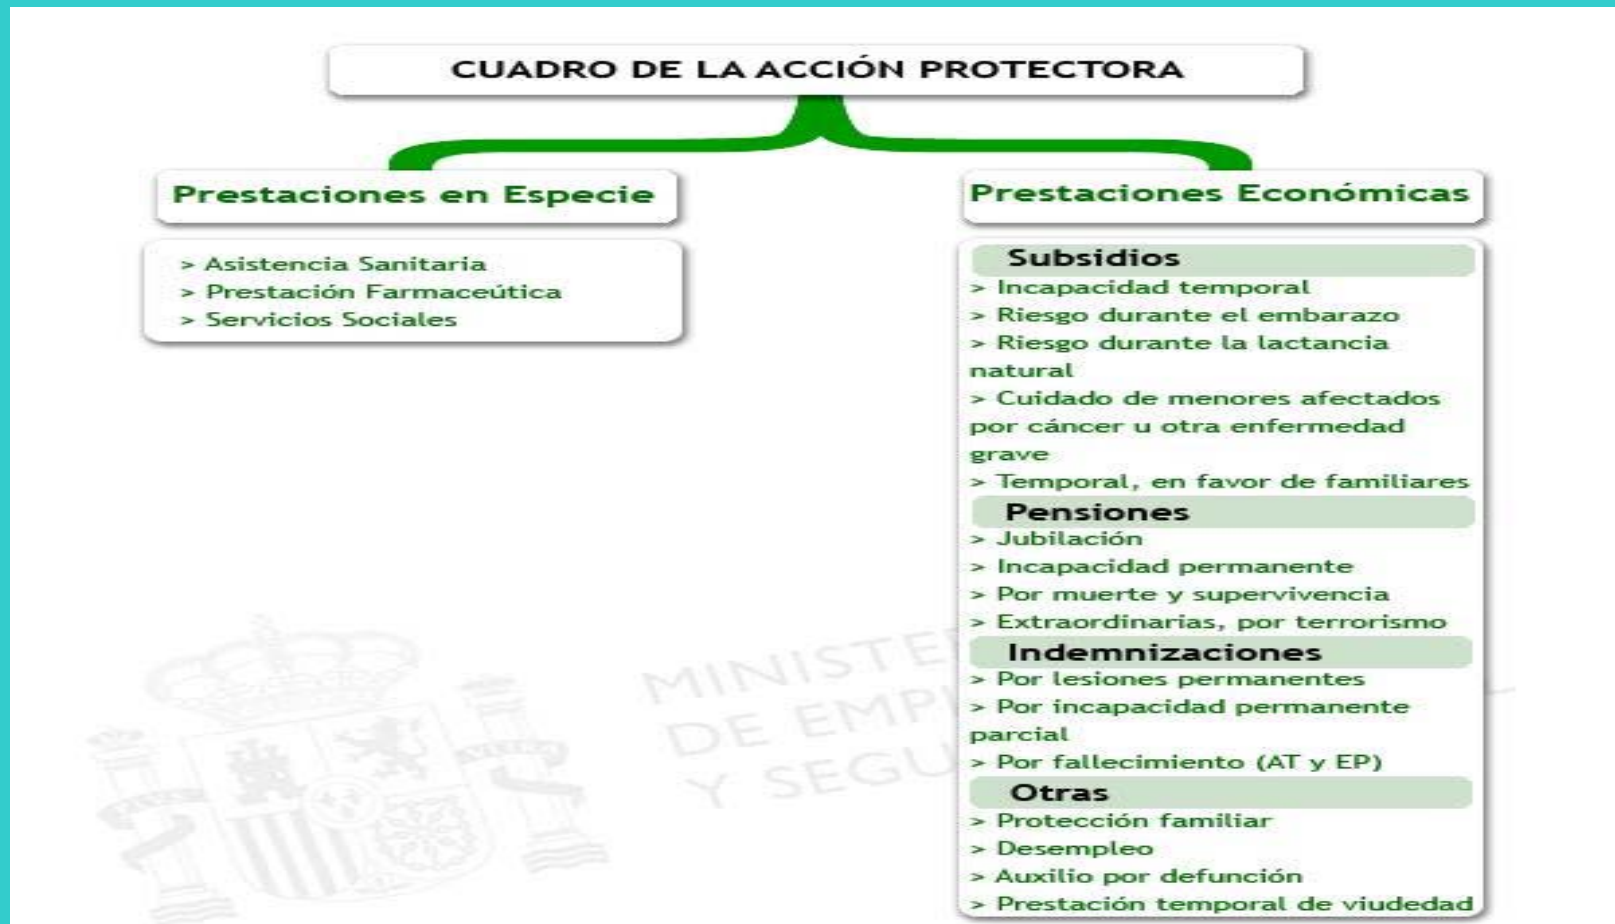 CUADRO DE LA ACCIÓN PROTECTORA
Prestaciones en Especie
> Asistencia Sanitaria
> Prestación Farmaceútica
> Servicios Sociales
Prestaciones Económicas
Subsidios
> Incapacidad temporal
> Riesgo durante el embarazo
> Riesgo durante la lactancia
natural
> Cuidado de menores afectados
por cáncer u otra enfermedad
grave
> Temporal, en favor de familiares
Pensiones
> Jubilación
> Incapacidad permanente
> Por muerte y supervivencia
> Extraordinarias, por terrorismo
Indemnizaciones
> Por lesiones permanentes
> Por incapacidad permanente
parcial
> Por fallecimiento (AT y EP)
Otras
> Protección familiar
> Desempleo
> Auxilio por defunción
> Prestación temporal de viudedad
DE
Y